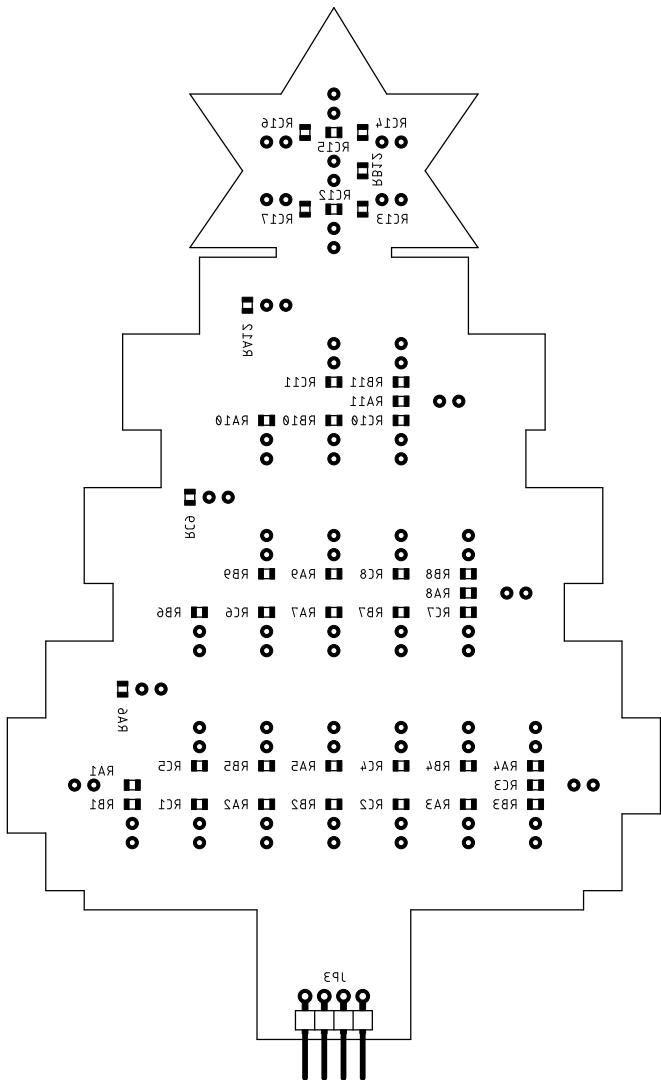 RC16 RC14
RC15
RB12
RC12
RC17 RC13
RA12
RC11 RB11
RA11
RA10 RB10 RC10
RC9
RB9 RA9 RC8 RB8
RA8
RB6 RC6 RA7 RB7 RC7
RA6
RC5 RB5 RA5 RC4 RB4 RA4
RA1 RC3
RB1 RC1 RA2 RB2 RC2 RA3 RB3
JP3